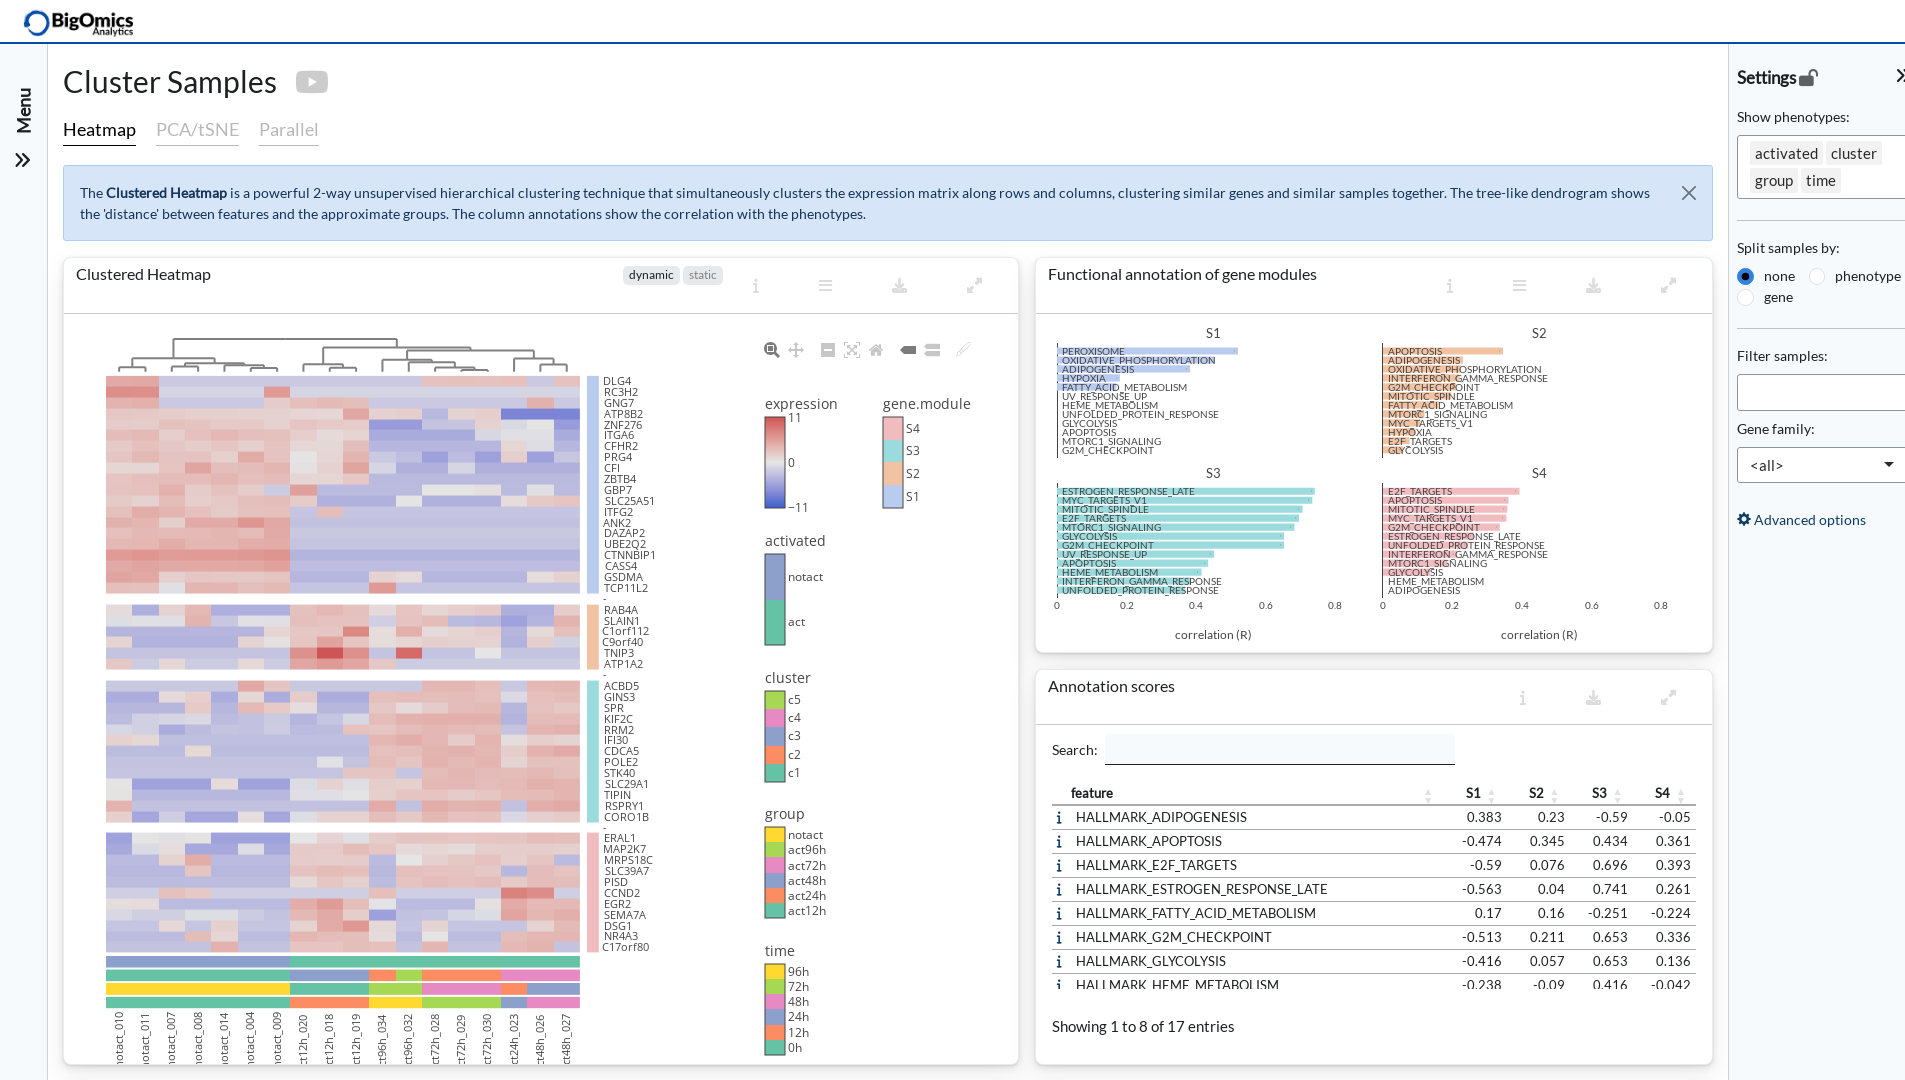 BigOmics
Analytics
Menu
Cluster Samples
Heatmap PCA/tSNE Parallel
The Clustered Heatmap is a powerful 2-way unsupervised hierarchical clustering technique that simultaneously clusters the expression matrix along rows and columns, clustering similar genes and similar samples together. The tree-like dendrogram shows
the 'distance' between features and the approximate groups. The column annotations show the correlation with the phenotypes.
Clustered Heatmap
dynamic static
DLG4
RC3H2
GNG7
ATP8B2
ZNF276
ITGA6
CFHR2
PRG4
CFI
ZBTB4
GBP7
SLC25A51
ITFG2
ANK2
DAZAP2
UBE2Q2
CTNNBIP1
CASS4
GSDMA
TCP11L2
-
RAB4A
SLAIN1
C1orf112
C9orf40
TNIP3
ATP1A2
-
ACBD5
GINS3
SPR
KIF2C
RRM2
IFI30
CDCA5
POLE2
STK40
SLC29A1
TIPIN
RSPRY1
CORO1B
-
ERAL1
MAP2K7
MRPS18C
SLC39A7
PISD
CCND2
EGR2
SEMA7A
DSG1
NR4A3
C17orf80
notact_010
notact_011
notact_007
notact_008
notact_014
notact_004
notact_009
ct12h_020
ct12h_018
ct12h_019
ct96h_034
ct96h_032
ct72h_028
ct72h_029
ct72h_030
ct24h_023
ct48h_026
ct48h_027
expression
11
0
−11
gene.module
S4
S3
S2
S1
activated
notact
act
cluster
c5
c4
c3
c2
c1
group
notact
act96h
act72h
act48h
act24h
act12h
time
96h
72h
48h
24h
12h
0h
Functional annotation of gene modules
S1
PEROXISOME
OXIDATIVE_PHOSPHORYLATION
ADIPOGENESIS
HYPOXIA
FATTY_ACID_METABOLISM
UV_RESPONSE_UP
HEME_METABOLISM
UNFOLDED_PROTEIN_RESPONSE
GLYCOLYSIS
APOPTOSIS
MTORC1_SIGNALING
G2M_CHECKPOINT
S2
APOPTOSIS
ADIPOGENESIS
OXIDATIVE_PHOSPHORYLATION
INTERFERON_GAMMA_RESPONSE
G2M_CHECKPOINT
MITOTIC_SPINDLE
FATTY_ACID_METABOLISM
MTORC1_SIGNALING
MYC_TARGETS_V1
HYPOXIA
E2F_TARGETS
GLYCOLYSIS
S3
ESTROGEN_RESPONSE_LATE
MYC_TARGETS_V1
MITOTIC_SPINDLE
E2F_TARGETS
MTORC1_SIGNALING
GLYCOLYSIS
G2M_CHECKPOINT
UV_RESPONSE_UP
APOPTOSIS
HEME_METABOLISM
INTERFERON_GAMMA_RESPONSE
UNFOLDED_PROTEIN_RESPONSE
0 0.2 0.4 0.6 0.8
correlation (R)
S4
E2F_TARGETS
APOPTOSIS
MITOTIC_SPINDLE
MYC_TARGETS_V1
G2M_CHECKPOINT
ESTROGEN_RESPONSE_LATE
UNFOLDED_PROTEIN_RESPONSE
INTERFERON_GAMMA_RESPONSE
MTORC1_SIGNALING
GLYCOLYSIS
HEME_METABOLISM
ADIPOGENESIS
0 0.2 0.4 0.6 0.8
correlation (R)
Annotation scores
Search:
feature S1 S2 S3 S4
HALLMARK_ADIPOGENESIS 0.383 0.23 -0.59 -0.05
HALLMARK_APOPTOSIS -0.474 0.345 0.434 0.361
HALLMARK_E2F_TARGETS -0.59 0.076 0.696 0.393
HALLMARK_ESTROGEN_RESPONSE_LATE -0.563 0.04 0.741 0.261
HALLMARK_FATTY_ACID_METABOLISM 0.17 0.16 -0.251 -0.224
HALLMARK_G2M_CHECKPOINT -0.513 0.211 0.653 0.336
HALLMARK_GLYCOLYSIS -0.416 0.057 0.653 0.136
HALLMARK_HEME_METABOLISM -0.238 -0.09 0.416 -0.042
Showing 1 to 8 of 17 entries
Settings
Show phenotypes:
activated cluster
group time
Split samples by:
none phenotype
gene
Filter samples:
Gene family:
<all>
Advanced options